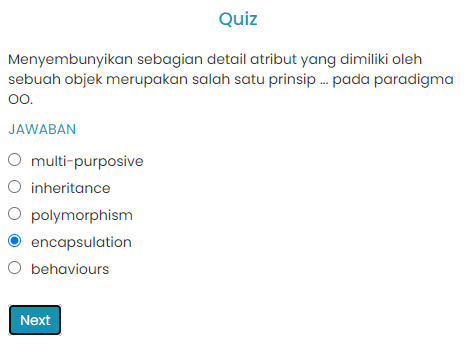 Quiz
Menyembunyikan sebagian detail atribut yang dimiliki oleh
sebuah objek merupakan salah satu prinsip ... pada paradigma
OO.
JAWABAN
multi-purposive
inheritance
polymorphism
encapsulation
behaviours
Next